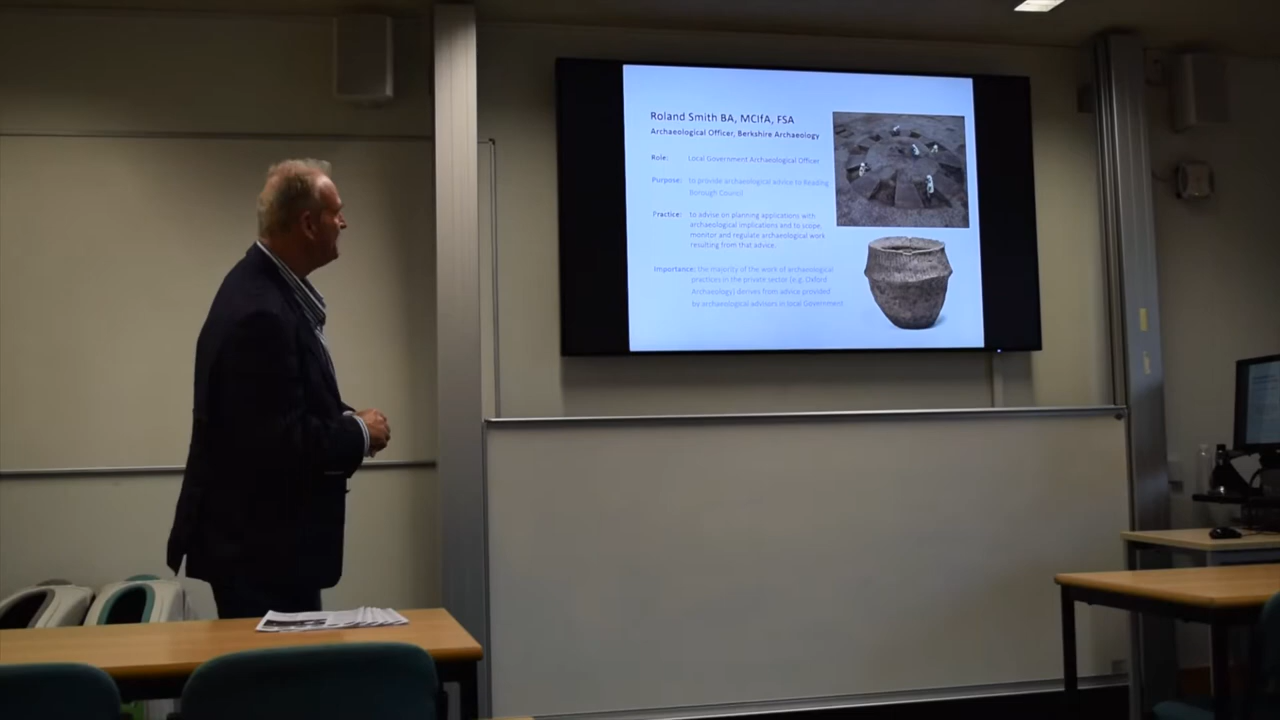 Roland Smith BA, MCIfA, FSA
Archaeological Officer, Berkshire Archaeology
Role: Local Government Archaeological Officer
Purpose: to provide archaeological advice to Reading
Borough Council
Practice: to advise on planning applications with
archaeological implications and to scope,
monitor and regulate archaeological work
resulting from that advice.
Importance: the majority of the work of archaeological
practices in the private sector (e.g. Oxford
Archaeology) derives from advice provided
by archaeological advisors in local Government